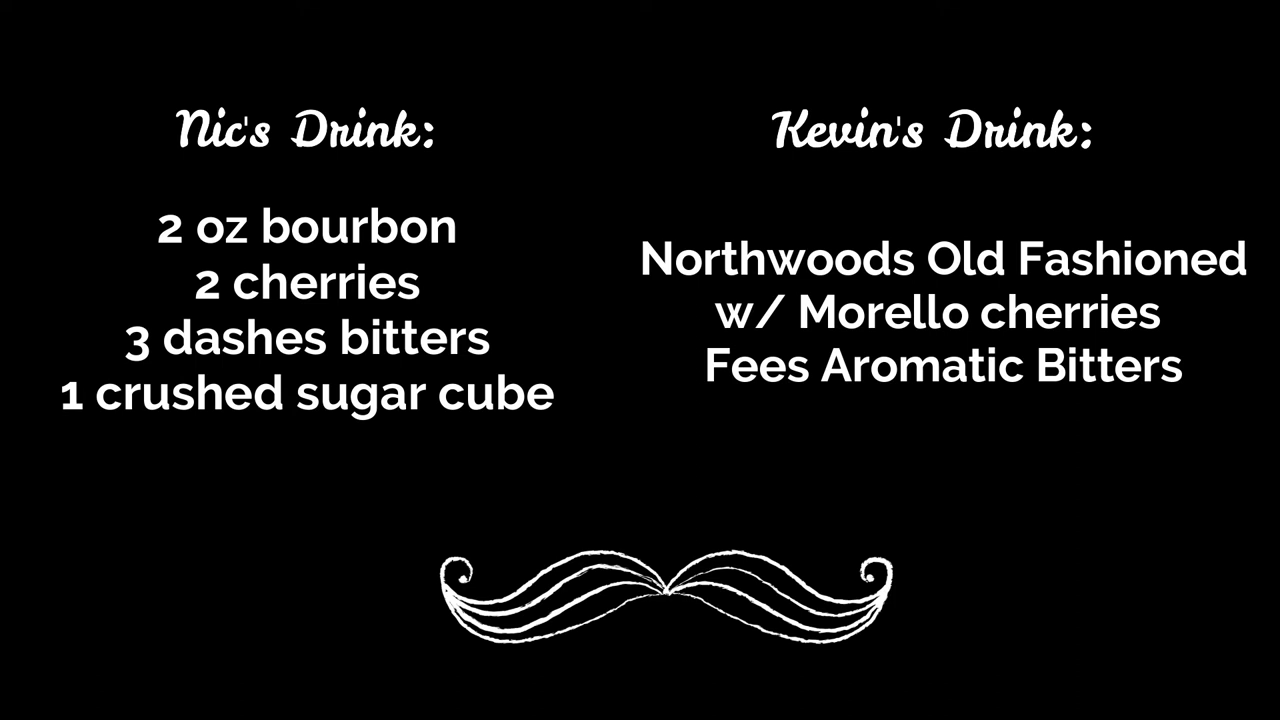 Nic's Drink:
2 oz bourbon
2 cherries
3 dashes bitters
1 crushed sugar cube
Kevin's Drink:
Northwoods Old Fashioned
w/ Morello cherries
Fees Aromatic Bitters